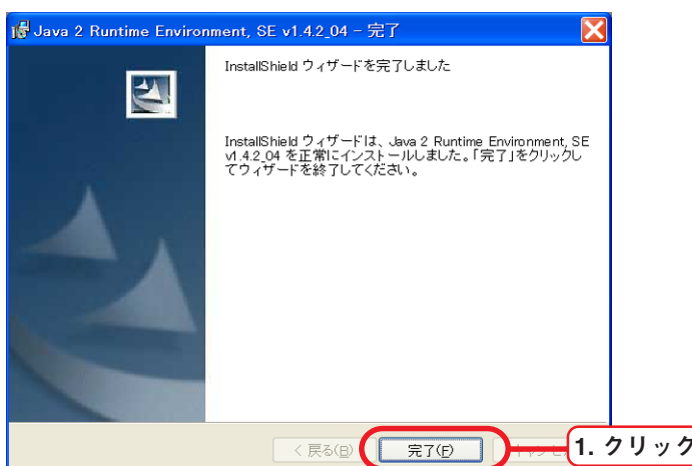 Java 2 Runtime Environment, SE v1.4.2_04 - 完了
InstallShield ウィザードを完了しました
InstallShield ウィザードは、Java 2 Runtime Environment, SE
v1.4.2_04 を正常にインストールしました。「完了」をクリックし
てウィザードを終了してください。
< 戻る(B)
完了(F)
1. クリック